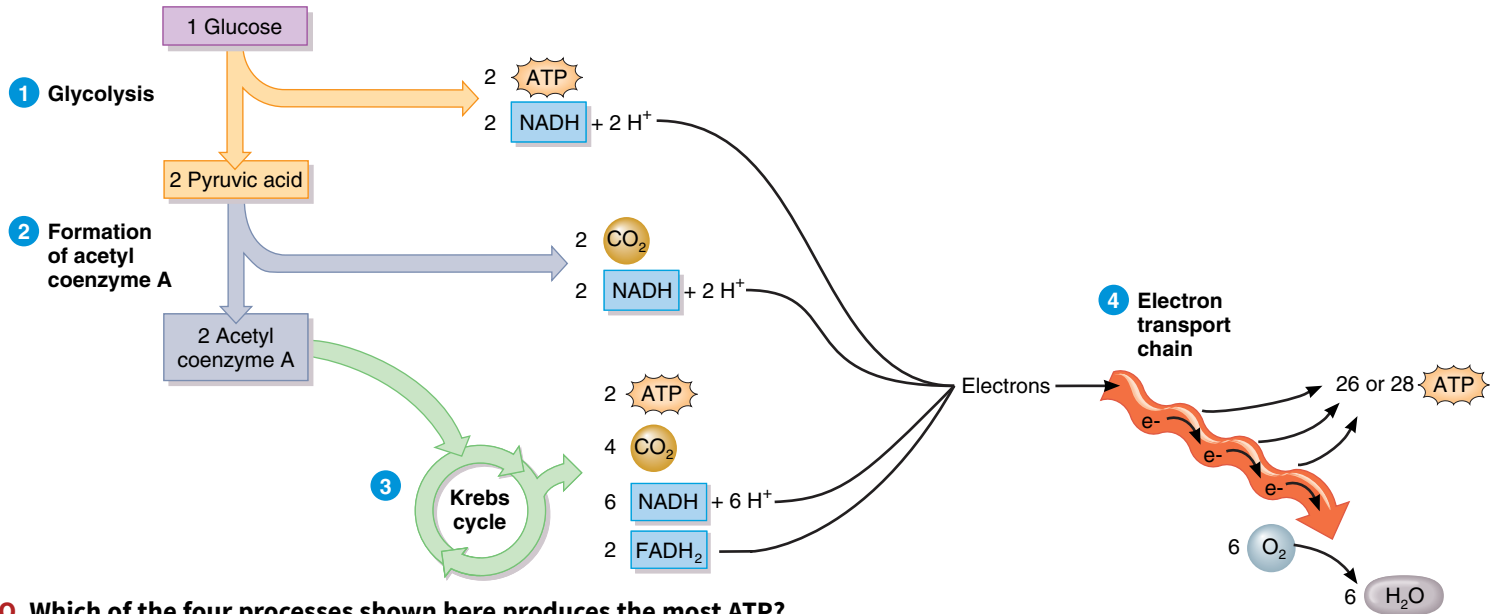 1 Glucose
1 Glycolysis
2 ATP
2 NADH + 2 H⁺
2 Pyruvic acid
2 Formation
of acetyl
coenzyme A
2 CO₂
2 NADH + 2 H⁺
2 Acetyl
coenzyme A
3
Krebs
cycle
2 ATP
4 CO₂
6 NADH + 6 H⁺
2 FADH₂
Electrons
4 Electron
transport
chain
e-
e-
e-
26 or 28 ATP
6 O₂
6 H₂O
Q Which of the four processes shown here produces the most ATP?